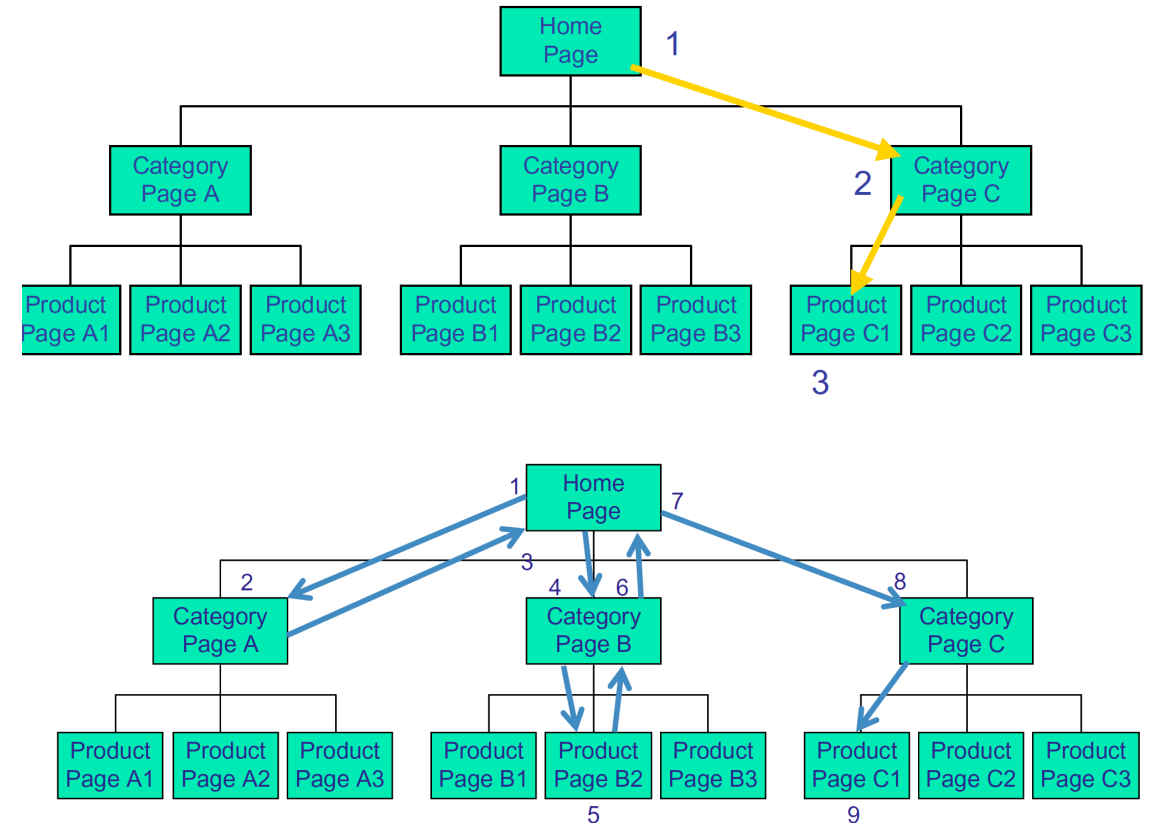 Home
Page
1
Category
Page A
Category
Page B
2
Category
Page C
Product
Page A1
Product
Page A2
Product
Page A3
Product
Page B1
Product
Page B2
Product
Page B3
Product
Page C1
Product
Page C2
Product
Page C3
3
1
Home
Page
7
3
2
4
6
8
Category
Page A
Category
Page B
Category
Page C
Product
Page A1
Product
Page A2
Product
Page A3
Product
Page B1
Product
Page B2
Product
Page B3
Product
Page C1
Product
Page C2
Product
Page C3
5
9